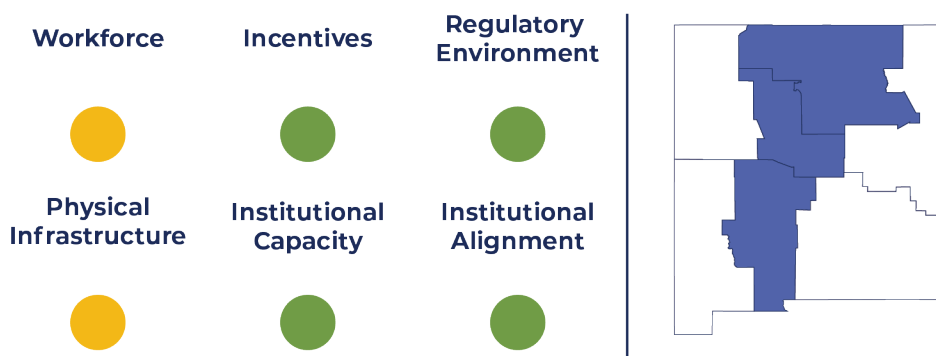 Workforce
Incentives
Regulatory
Environment
Physical
Infrastructure
Institutional
Capacity
Institutional
Alignment